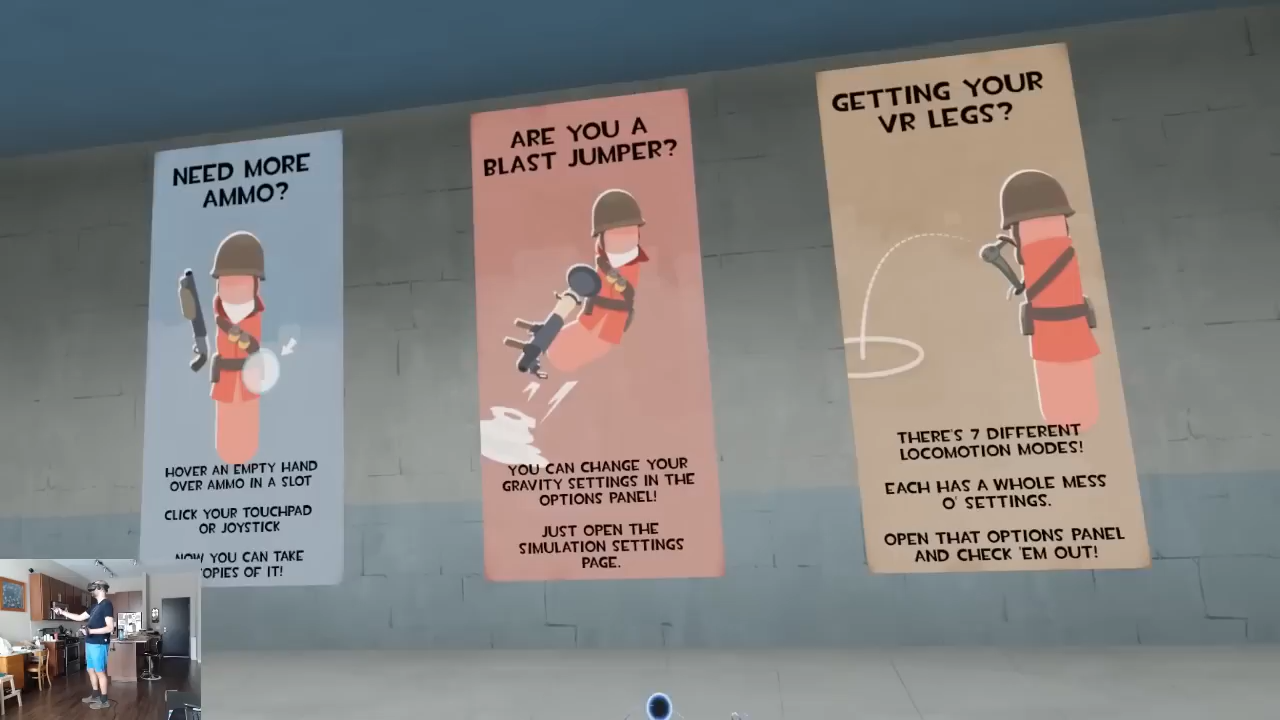 NEED MORE
AMMO?
HOVER AN EMPTY HAND
OVER AMMO IN A SLOT
CLICK YOUR TOUCHPAD
OR JOYSTICK
NOW YOU CAN TAKE
OPIES OF IT!
ARE YOU A
BLAST JUMPER?
YOU CAN CHANGE YOUR
GRAVITY SETTINGS IN THE
OPTIONS PANEL!
JUST OPEN THE
SIMULATION SETTINGS
PAGE.
GETTING YOUR
VR LEGS?
THERE'S 7 DIFFERENT
LOCOMOTION MODES!
EACH HAS A WHOLE MESS
O' SETTINGS.
OPEN THAT OPTIONS PANEL
AND CHECK 'EM OUT!